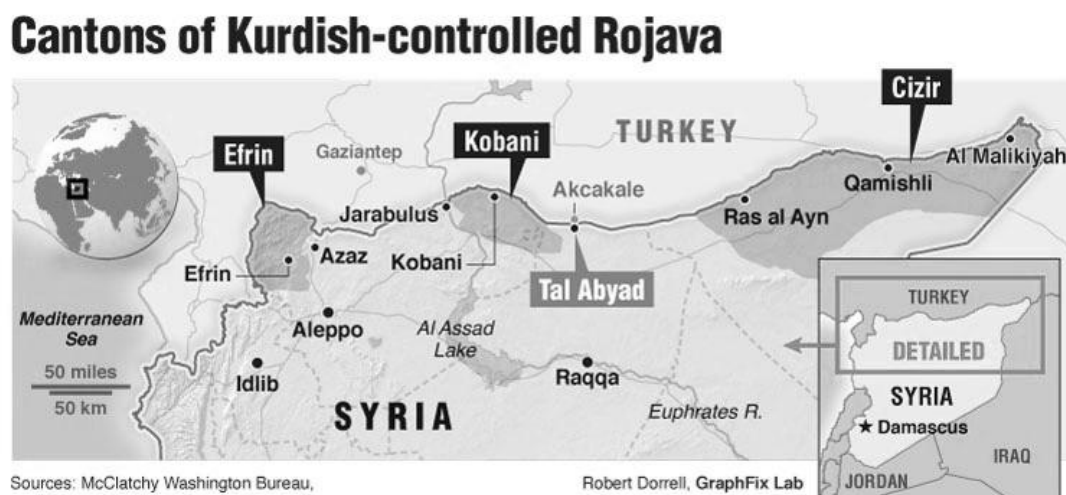 Cantons of Kurdish-controlled Rojava
Cizir
TURKEY
Kobani
Efrin
Gaziantep
Al Malikiyah
Qamishli
Akcakale
Jarabulus
Ras al Ayn
Azaz
Kobani
Efrin
Tal Abyad
Mediterranean
Sea
Aleppo
Al Assad
Lake
50 miles
50 km
Idlib
Raqqa
SYRIA
Euphrates R.
TURKEY
DETAILED
SYRIA
Damascus
IRAQ
JORDAN
Sources: McClatchy Washington Bureau,
Robert Dorrell, GraphFix Lab